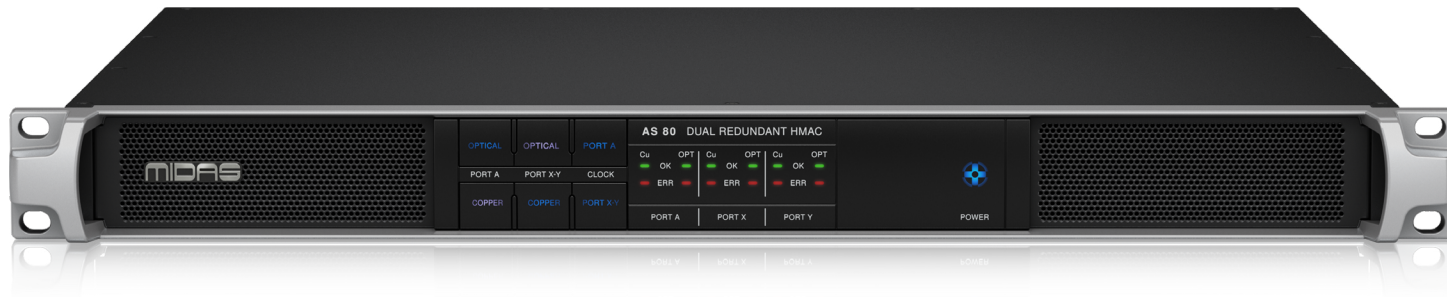 MIDAS
OPTICAL OPTICAL PORT A
PORT A PORT X-Y CLOCK
COPPER COPPER PORT X-Y
AS 80 DUAL REDUNDANT HMAC
Cu OPT Cu OPT Cu OPT
OK OK OK
ERR ERR ERR
PORT A PORT X PORT Y
POWER